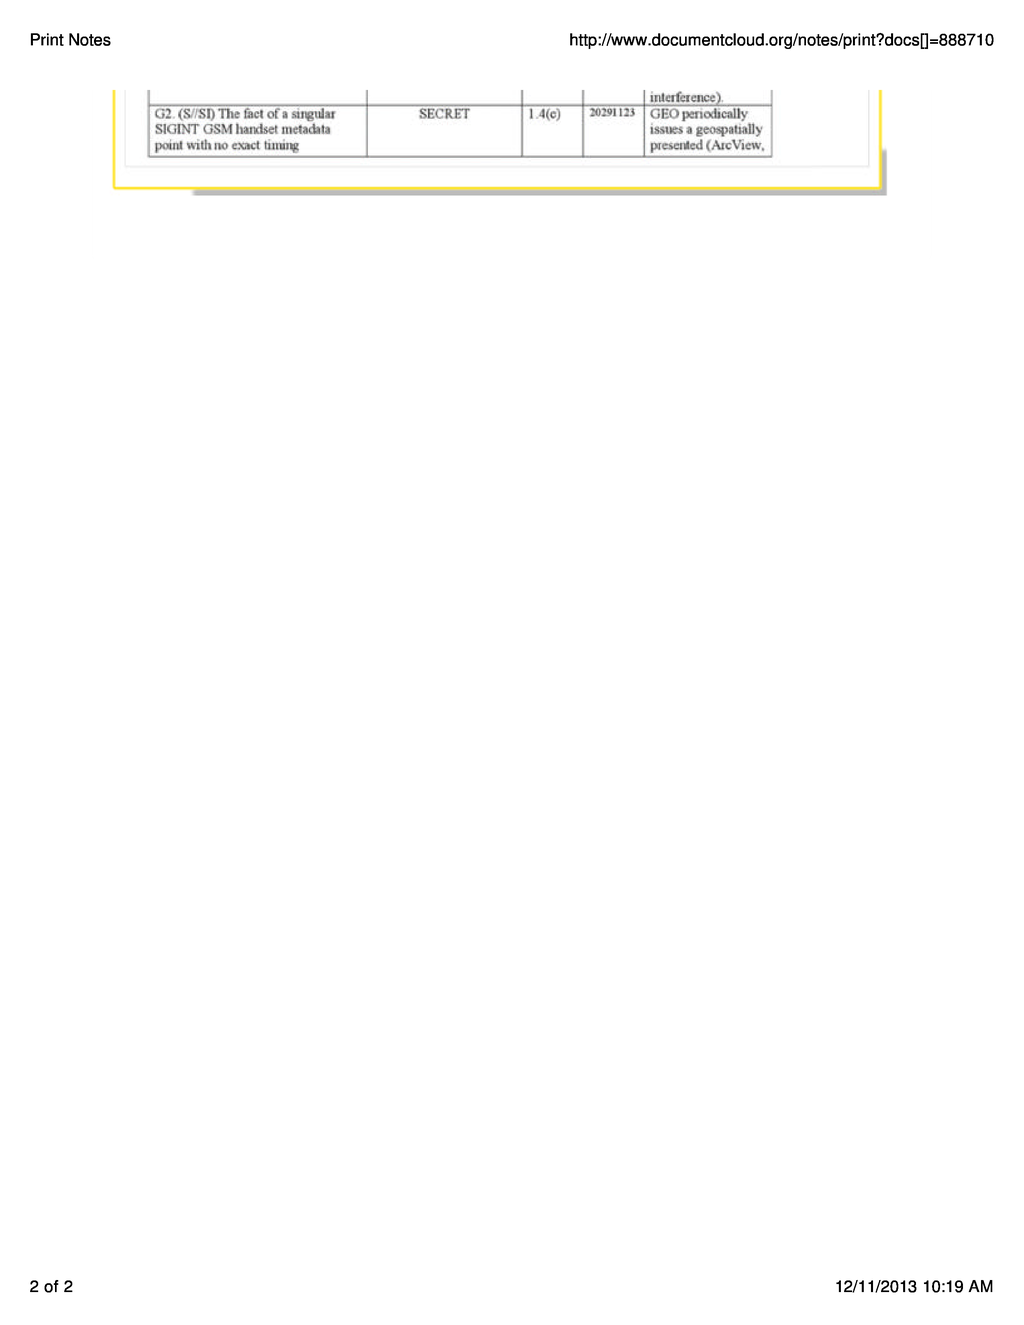 Print Notes
http://www.documentcloud.org/notes/print?docs[]=888710
interference).
G2. (S//SI) The fact of a singular
SIGINT GSM handset metadata
point with no exact timing
SECRET
1.4(c)
20291123
GEO periodically
issues a geospatially
presented (ArcView,
2 of 2
12/11/2013 10:19 AM